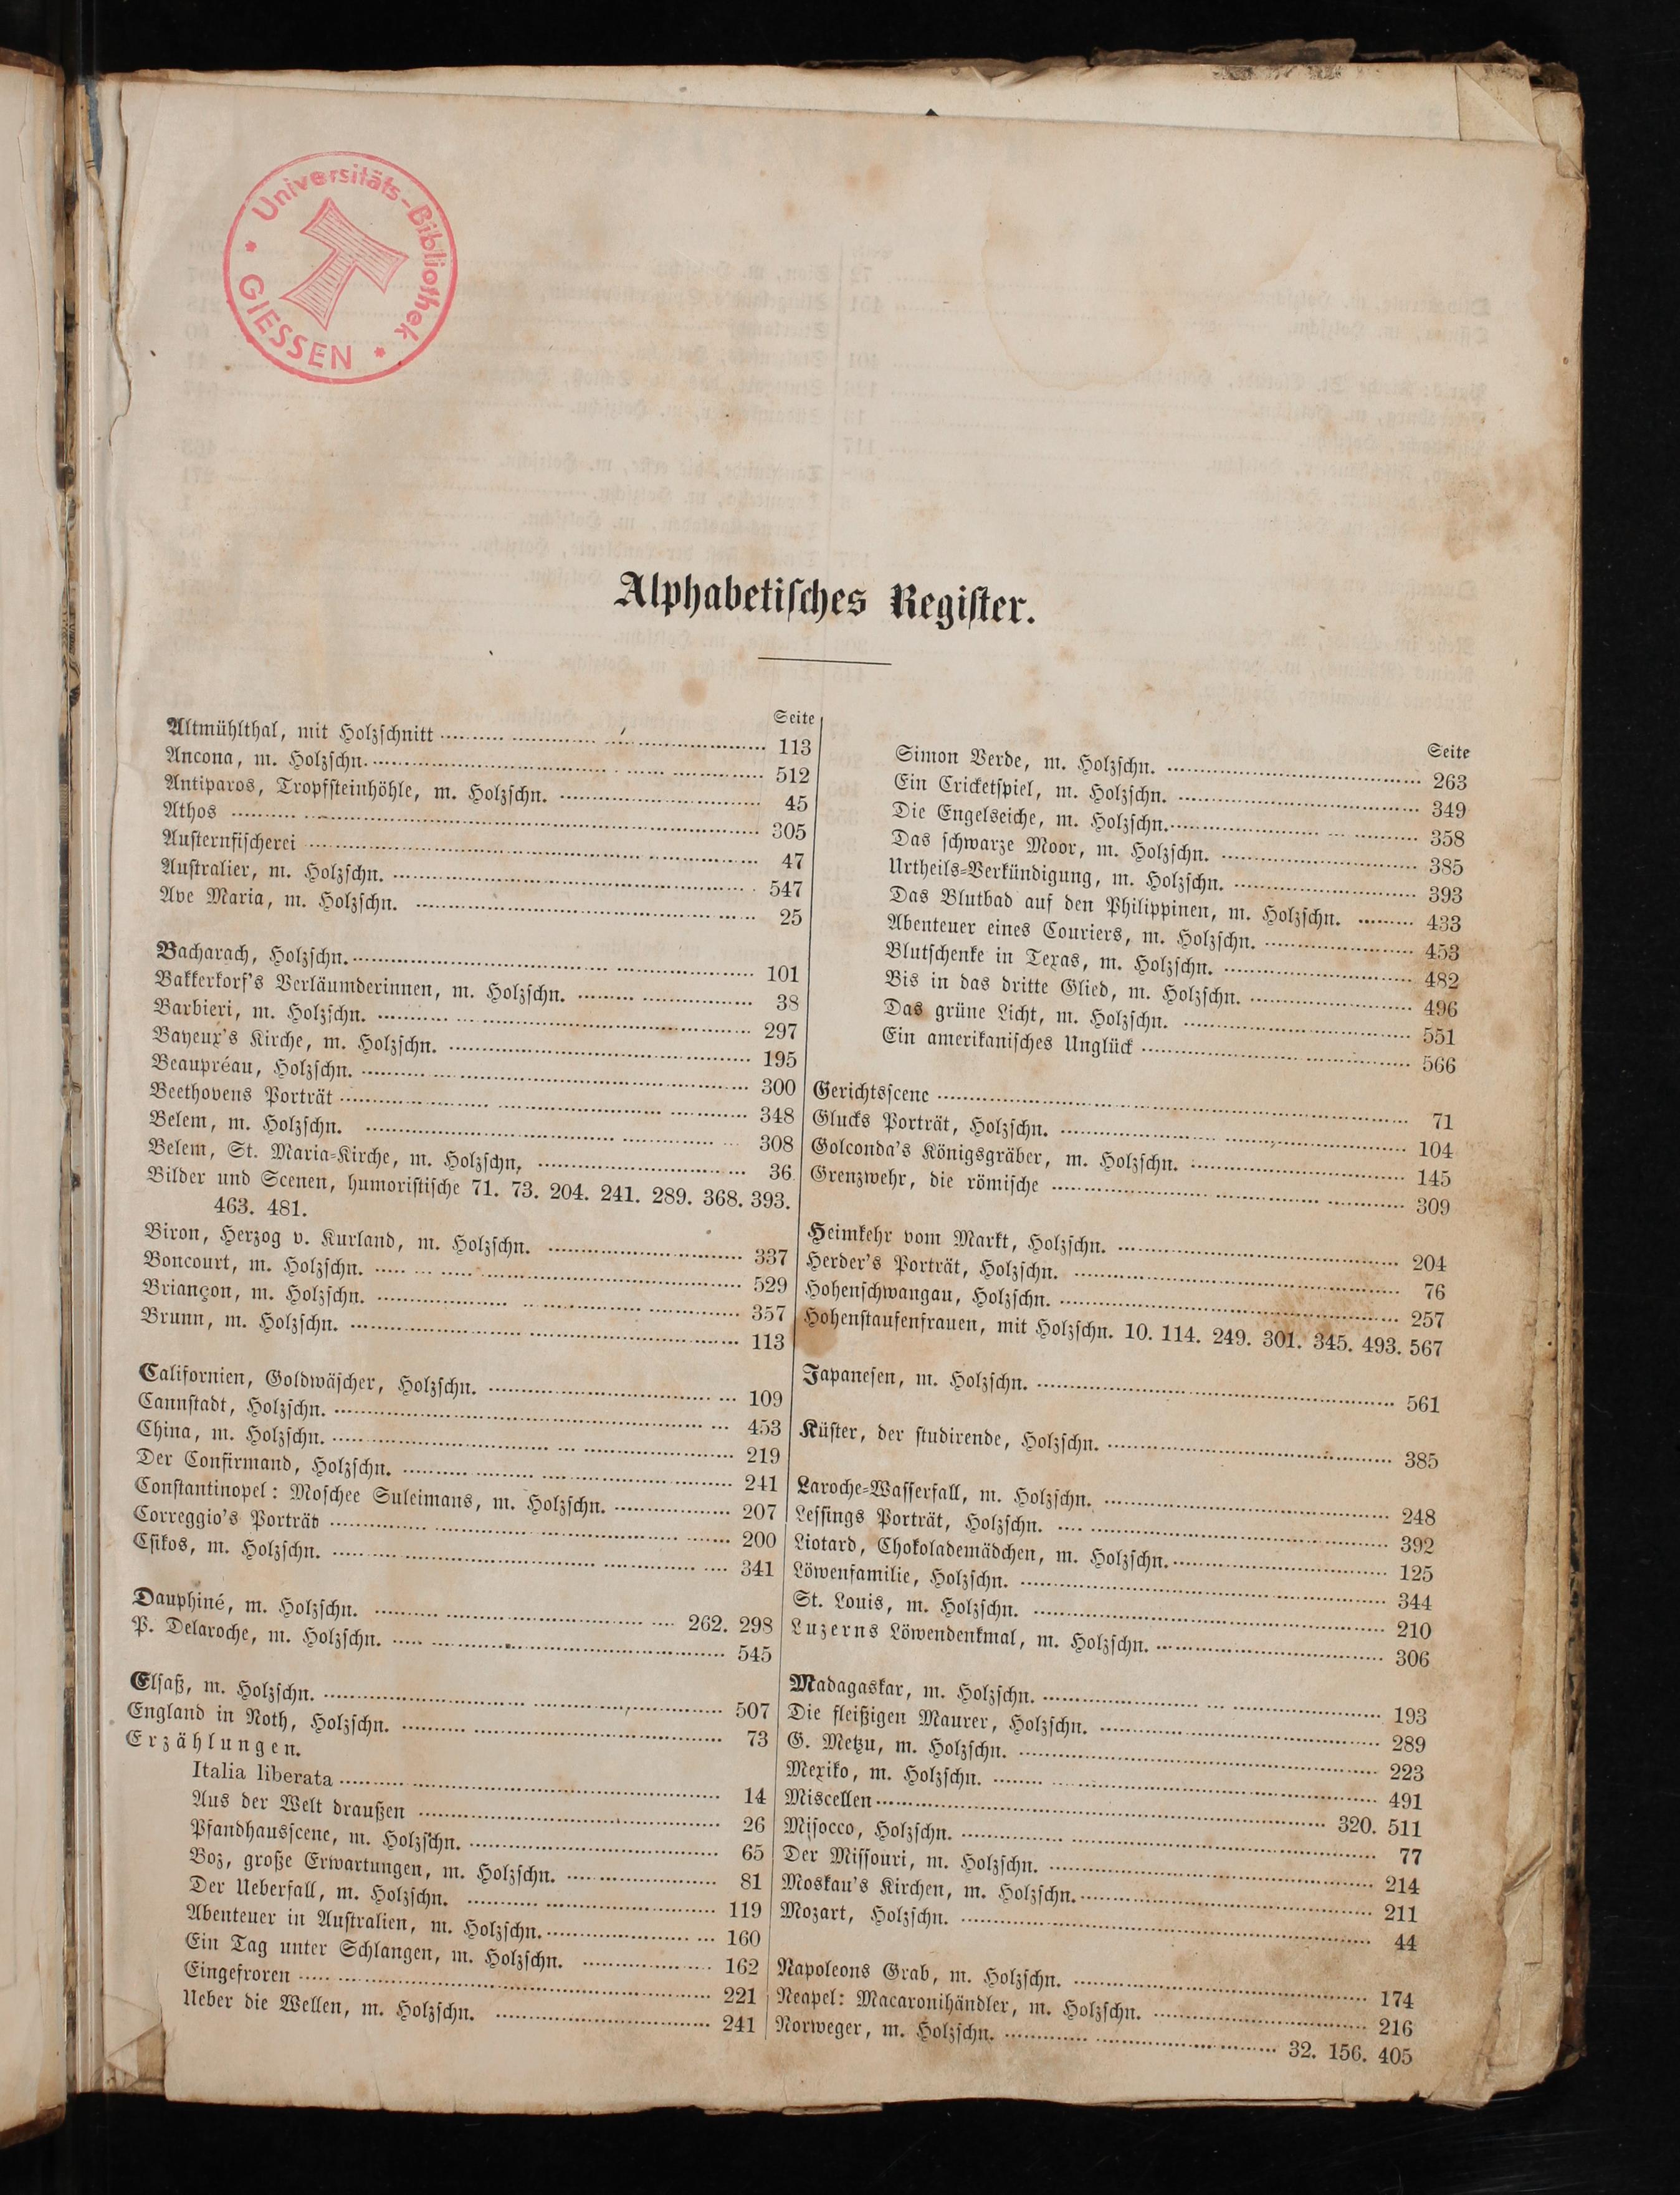 Universitäts-Bibliothek
GIESSEN
Alphabetiſches Regiſter.
Seite
Altmühlthal, mit Holzſchnitt 113
Ancona, m. Holzſchn. 512
Antiparos, Tropfſteinhöhle, m. Holzſchn. 45
Athos 305
Auſternfiſcherei 47
Auſtralier, m. Holzſchn. 547
Ave Maria, m. Holzſchn. 25
Bacharach, Holzſchn. 101
Bakkerkorf's Verläumderinnen, m. Holzſchn. 38
Barbieri, m. Holzſchn. 297
Bayeux's Kirche, m. Holzſchn. 195
Beaupréau, Holzſchn. 300
Beethovens Porträt 348
Belem, m. Holzſchn. 308
Belem, St. Maria-Kirche, m. Holzſchn. 36
Bilder und Scenen, humoriſtiſche 71. 73. 204. 241. 289. 368. 393.
463. 481.
Biron, Herzog v. Kurland, m. Holzſchn. 337
Boncourt, m. Holzſchn. 529
Briançon, m. Holzſchn. 357
Brunn, m. Holzſchn. 113
Californien, Goldwäſcher, Holzſchn. 109
Cannſtadt, Holzſchn. 453
China, m. Holzſchn. 219
Der Confirmand, Holzſchn. 241
Conſtantinopel: Moſchee Suleimans, m. Holzſchn. 207
Correggio's Porträt 200
Cſikos, m. Holzſchn. 341
Dauphiné, m. Holzſchn. 262. 298
P. Delaroche, m. Holzſchn. 545
Elſaß, m. Holzſchn. 507
England in Noth, Holzſchn. 73
Erzählungen.
Italia liberata 14
Aus der Welt draußen 26
Pfandhausſcene, m. Holzſchn. 65
Boz, große Erwartungen, m. Holzſchn. 81
Der Ueberfall, m. Holzſchn. 119
Abenteuer in Auſtralien, m. Holzſchn. 160
Ein Tag unter Schlangen, m. Holzſchn. 162
Eingefroren 221
Ueber die Wellen, m. Holzſchn. 241
Seite
Simon Verde, m. Holzſchn. 263
Ein Cricketſpiel, m. Holzſchn. 349
Die Engelseiche, m. Holzſchn. 358
Das ſchwarze Moor, m. Holzſchn. 385
Urtheils-Verkündigung, m. Holzſchn. 393
Das Blutbad auf den Philippinen, m. Holzſchn. 433
Abenteuer eines Couriers, m. Holzſchn. 453
Blutſchenke in Texas, m. Holzſchn. 482
Bis in das dritte Glied, m. Holzſchn. 496
Das grüne Licht, m. Holzſchn. 551
Ein amerikaniſches Unglück 566
Gerichtsſcene 71
Glucks Porträt, Holzſchn. 104
Golconda's Königsgräber, m. Holzſchn. 145
Grenzwehr, die römiſche 309
Heimkehr vom Markt, Holzſchn. 204
Herder's Porträt, Holzſchn. 76
Hohenſchwangau, Holzſchn. 257
Hohenſtaufenfrauen, mit Holzſchn. 10. 114. 249. 301. 345. 493. 567
Japaneſen, m. Holzſchn. 561
Küſter, der ſtudirende, Holzſchn. 385
Laroche-Waſſerfall, m. Holzſchn. 248
Leſſings Porträt, Holzſchn. 392
Liotard, Chokolademädchen, m. Holzſchn. 125
Löwenfamilie, Holzſchn. 344
St. Louis, m. Holzſchn. 210
Luzerns Löwendenkmal, m. Holzſchn. 306
Madagaskar, m. Holzſchn. 193
Die fleißigen Maurer, Holzſchn. 289
G. Metzu, m. Holzſchn. 223
Mexiko, m. Holzſchn. 491
Miscellen 320. 511
Miſocco, Holzſchn. 77
Der Miſſouri, m. Holzſchn. 214
Moskau's Kirchen, m. Holzſchn. 211
Mozart, Holzſchn. 44
Napoleons Grab, m. Holzſchn. 174
Neapel: Macaronihändler, m. Holzſchn. 216
Norweger, m. Holzſchn. 32. 156. 405